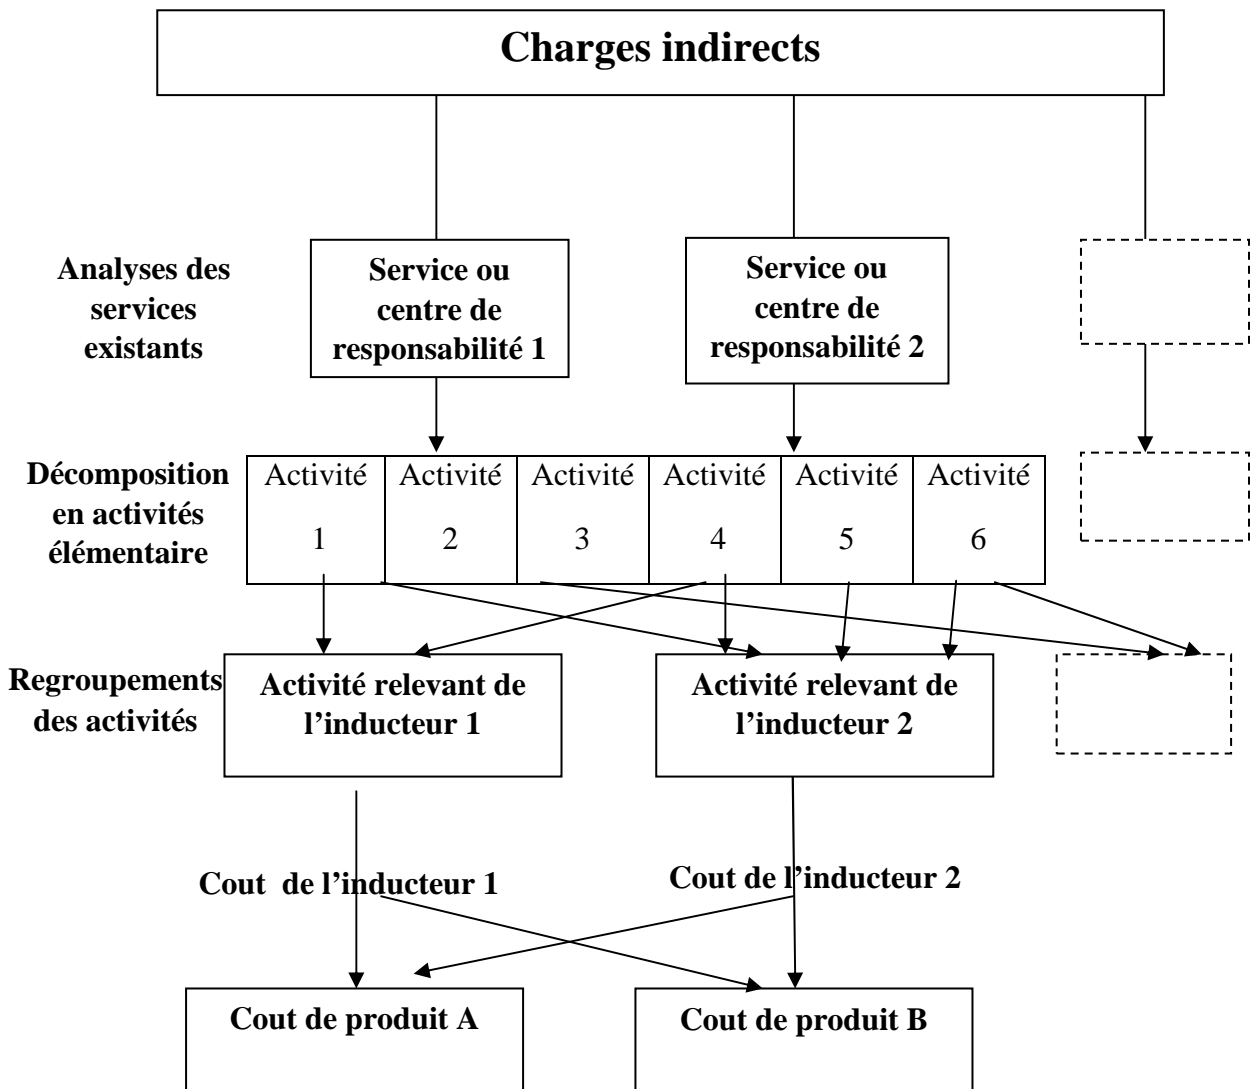 Charges indirects
Analyses des
services
existants
Service ou
centre de
responsabilité 1
Service ou
centre de
responsabilité 2
Décomposition
en activités
élémentaire
Activité
1
Activité
2
Activité
3
Activité
4
Activité
5
Activité
6
Regroupements
des activités
Activité relevant de
l’inducteur 1
Activité relevant de
l’inducteur 2
Cout de l’inducteur 1
Cout de l’inducteur 2
Cout de produit A
Cout de produit B